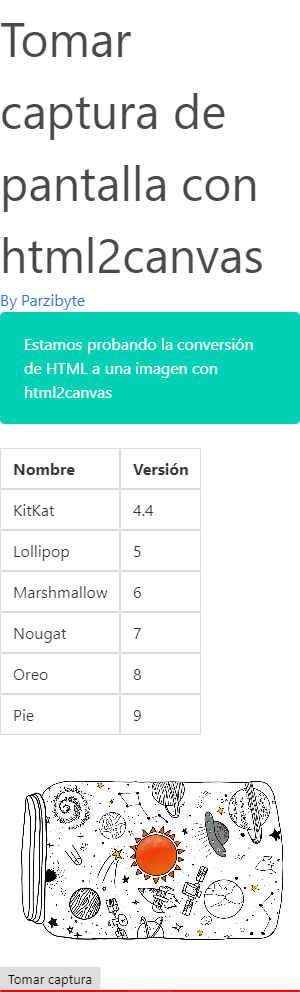 Tomar
captura de
pantalla con
html2canvas
By Parzibyte
Estamos probando la conversión
de HTML a una imagen con
html2canvas
Nombre Versión
KitKat 4.4
Lollipop 5
Marshmallow 6
Nougat 7
Oreo 8
Pie 9
Tomar captura